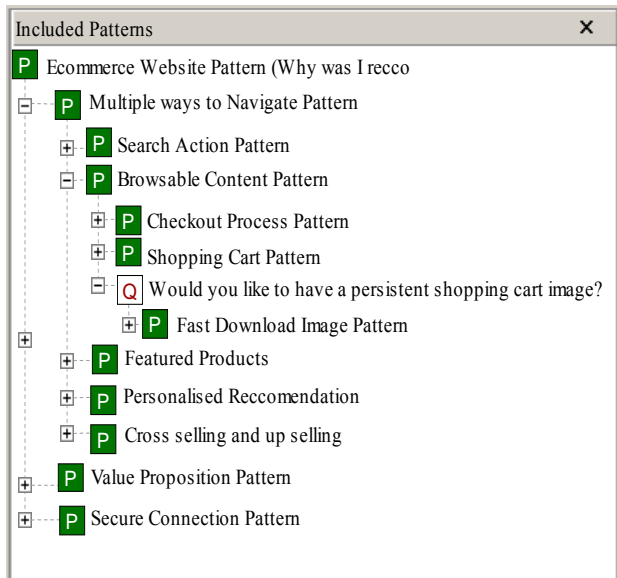 Included Patterns
P Ecommerce Website Pattern (Why was I recco
P Multiple ways to Navigate Pattern
P Search Action Pattern
P Browsable Content Pattern
P Checkout Process Pattern
P Shopping Cart Pattern
Q Would you like to have a persistent shopping cart image?
P Fast Download Image Pattern
P Featured Products
P Personalised Reccomendation
P Cross selling and up selling
P Value Proposition Pattern
P Secure Connection Pattern